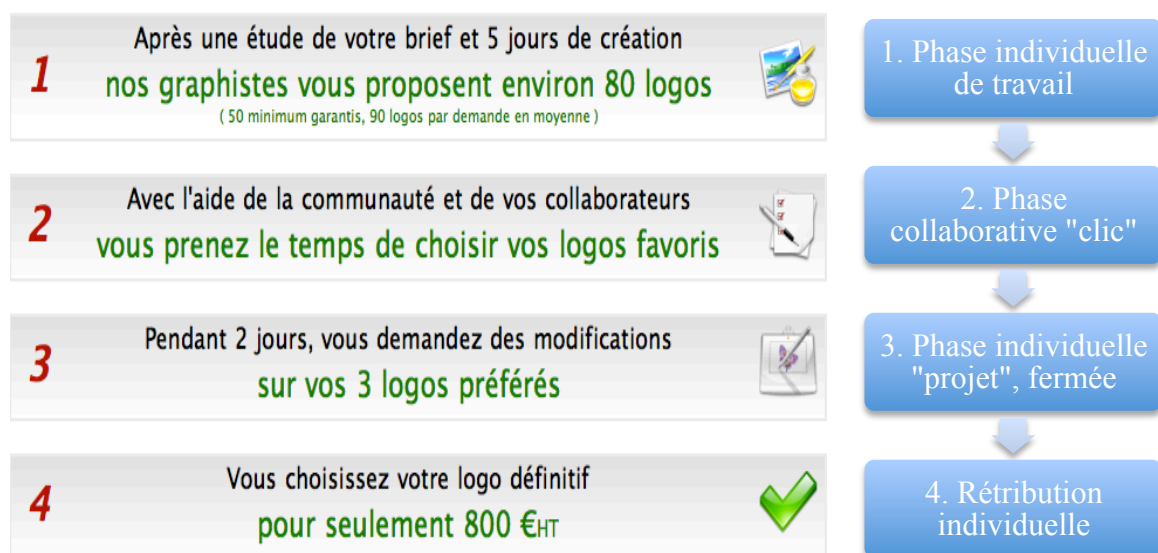 1
Après une étude de votre brief et 5 jours de création
nos graphistes vous proposent environ 80 logos
( 50 minimum garantis, 90 logos par demande en moyenne )
1. Phase individuelle
de travail
2
Avec l'aide de la communauté et de vos collaborateurs
vous prenez le temps de choisir vos logos favoris
2. Phase
collaborative "clic"
3
Pendant 2 jours, vous demandez des modifications
sur vos 3 logos préférés
3. Phase individuelle
"projet", fermée
4
Vous choisissez votre logo définitif
pour seulement 800 €HT
4. Rétribution
individuelle